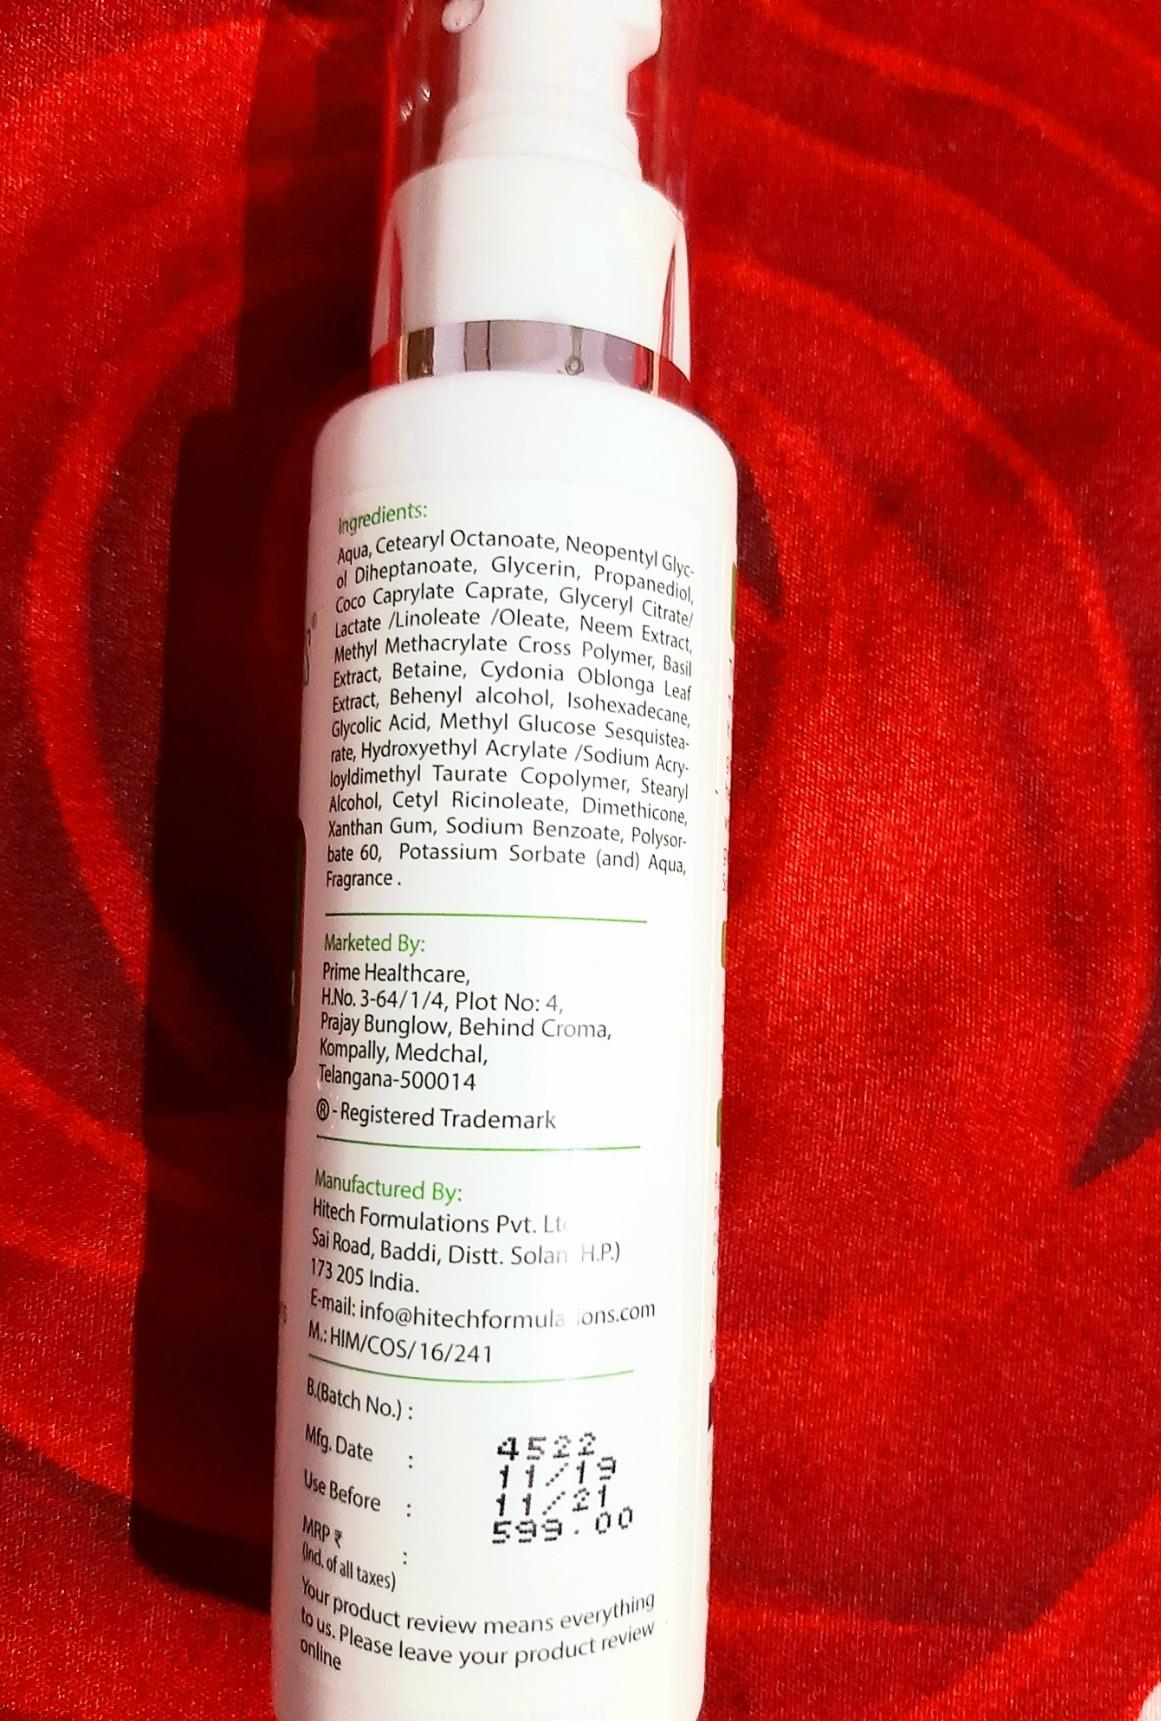 Ingredients:
Aqua, Cetearyl Octanoate, Neopentyl Glyc-
ol Diheptanoate, Glycerin, Propanediol,
Coco Caprylate Caprate, Glyceryl Citrate/
Lactate /Linoleate /Oleate, Neem Extract,
Methyl Methacrylate Cross Polymer, Basil
Extract, Betaine, Cydonia Oblonga Leaf
Extract, Behenyl alcohol, Isohexadecane,
Glycolic Acid, Methyl Glucose Sesquistea-
rate, Hydroxyethyl Acrylate /Sodium Acry-
loyldimethyl Taurate Copolymer, Stearyl
Alcohol, Cetyl Ricinoleate, Dimethicone,
Xanthan Gum, Sodium Benzoate, Polysor-
bate 60, Potassium Sorbate (and) Aqua,
Fragrance .
Marketed By:
Prime Healthcare,
H.No. 3-64/1/4, Plot No: 4,
Prajay Bunglow, Behind Croma,
Kompally, Medchal,
Telangana-500014
®-Registered Trademark
Manufactured By:
Hitech Formulations Pvt. Lt
Sai Road, Baddi, Distt. Solan H.P.)
173 205 India.
E-mail: info@hitechformula ions.com
M.: HIM/COS/16/241
B.(Batch No.) : 4522
Mfg. Date : 11/19
Use Before : 11/21
MRP ₹ : 599.00
(Incl. of all taxes)
Your product review means everything
to us. Please leave your product review
online